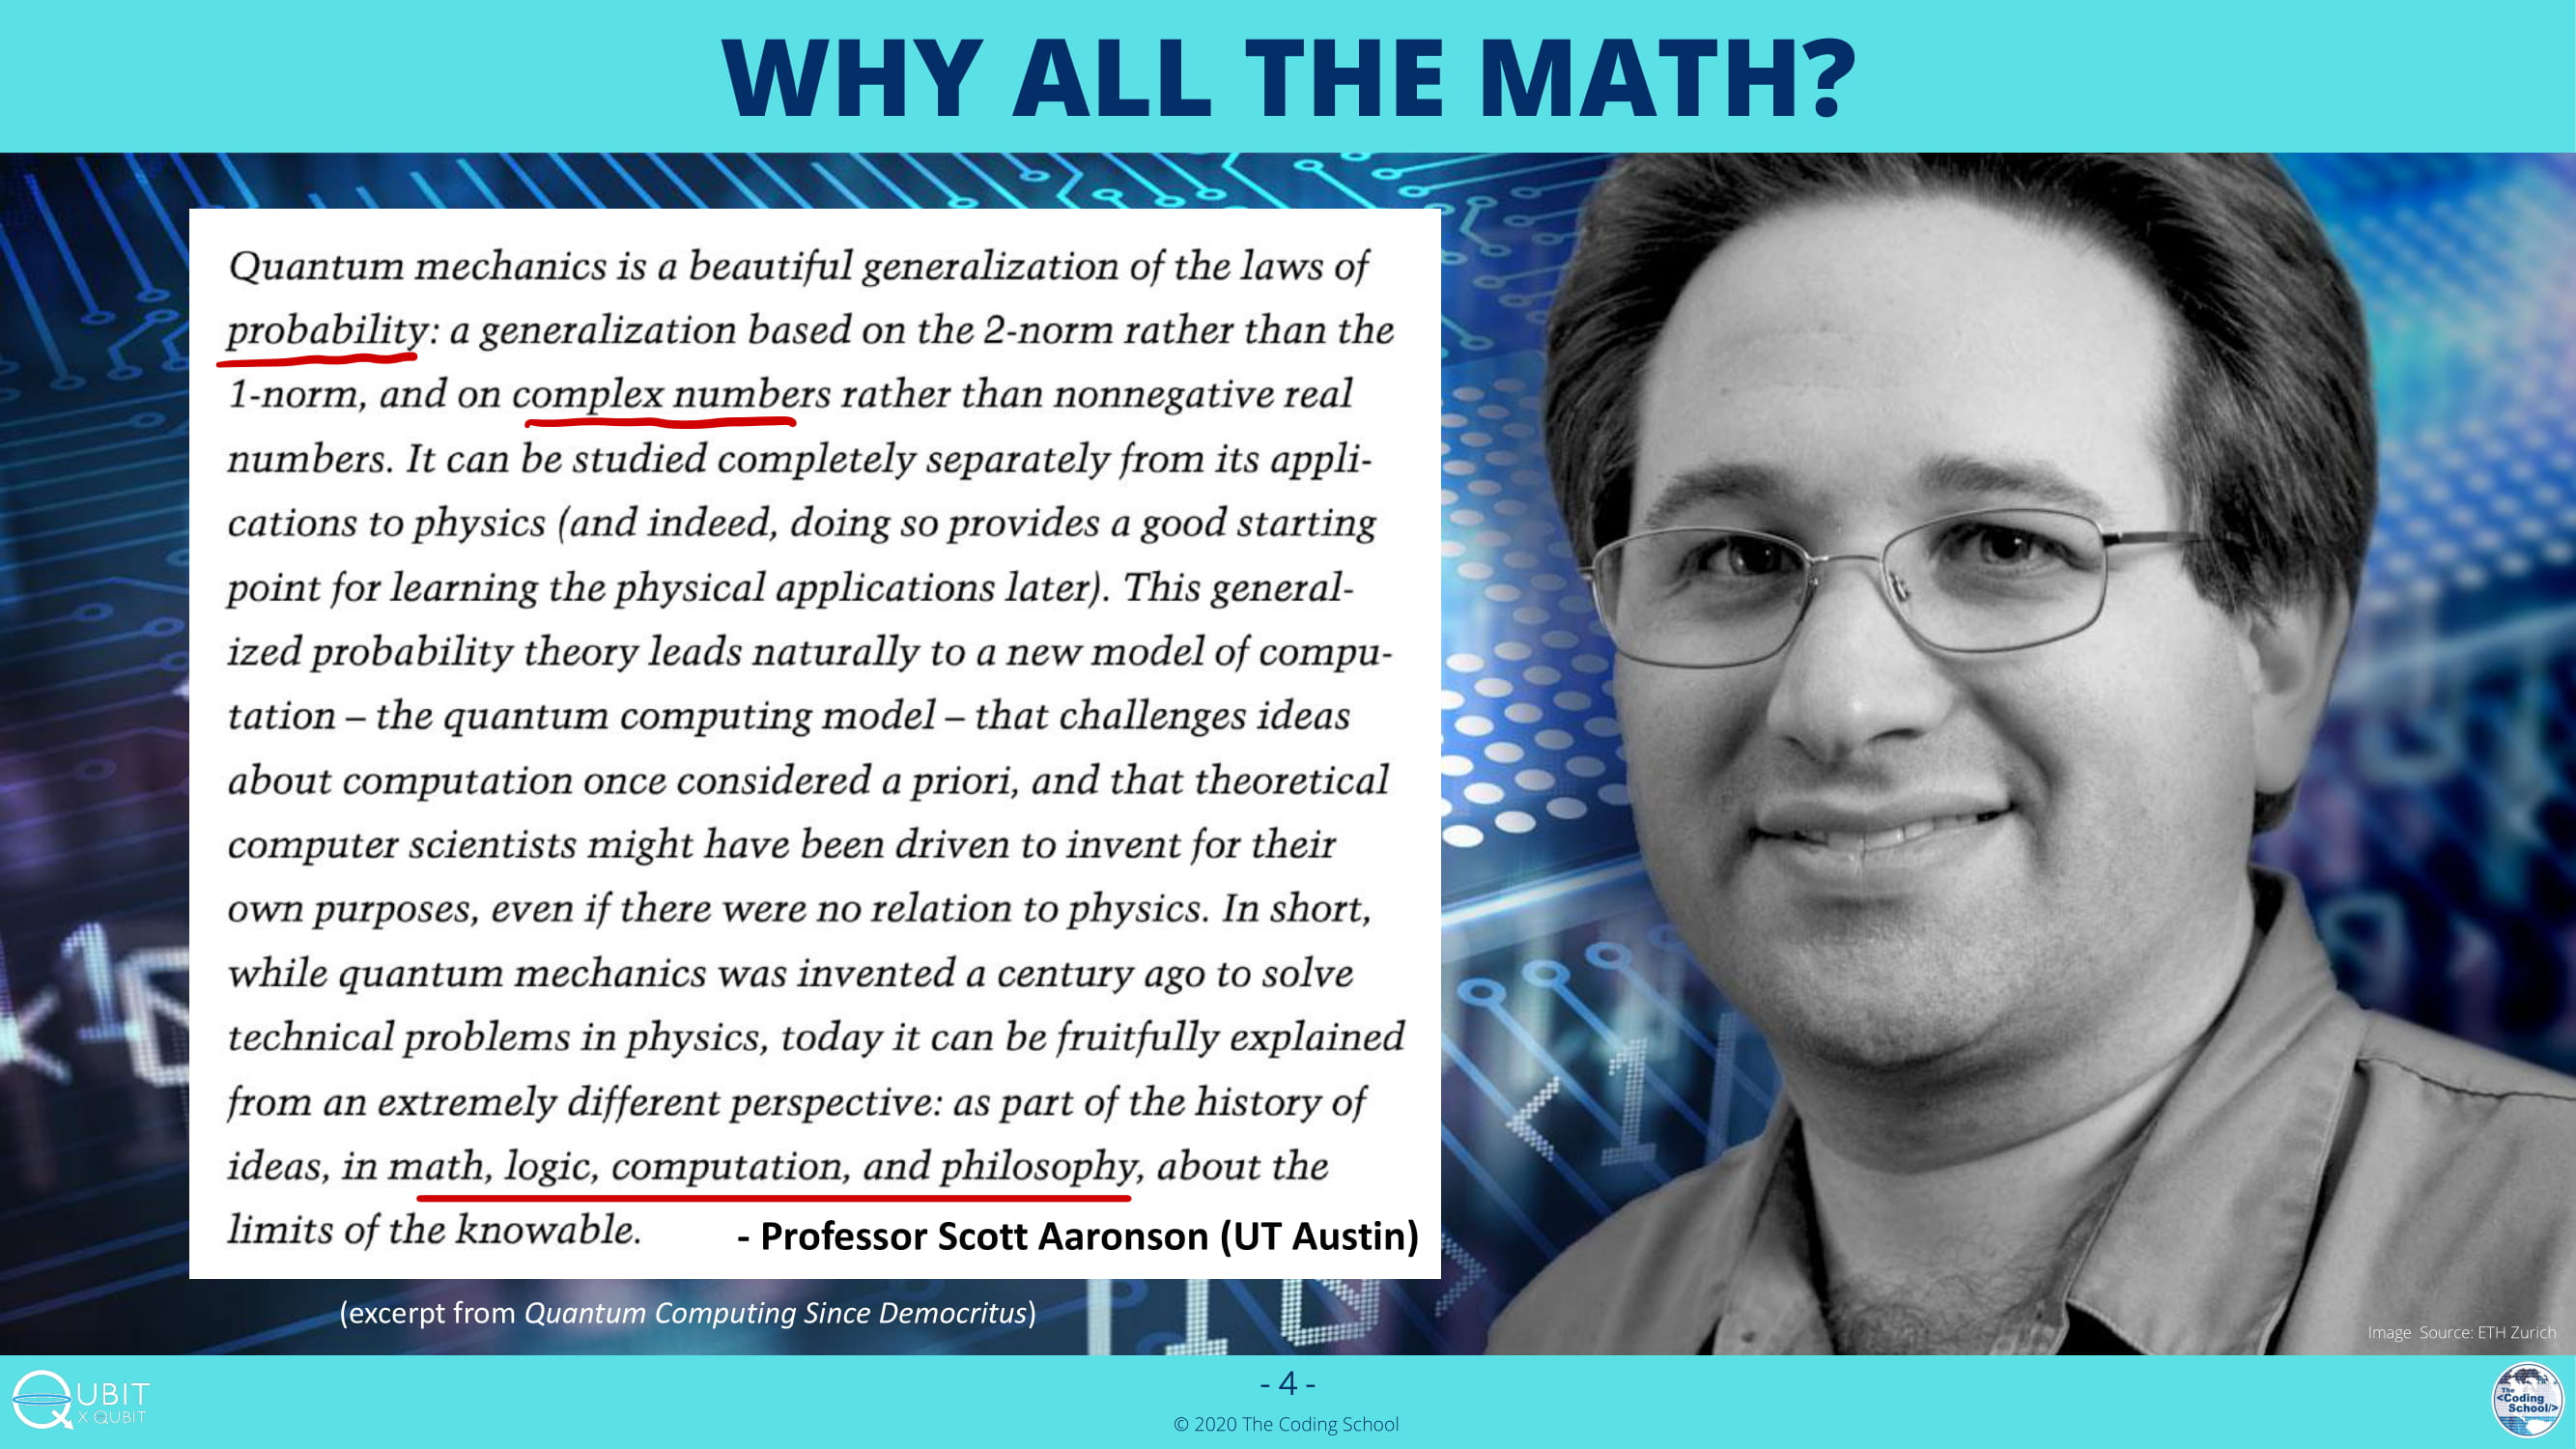 WHY ALL THE MATH?
Quantum mechanics is a beautiful generalization of the laws of
probability: a generalization based on the 2-norm rather than the
1-norm, and on complex numbers rather than nonnegative real
numbers. It can be studied completely separately from its appli-
cations to physics (and indeed, doing so provides a good starting
point for learning the physical applications later). This general-
ized probability theory leads naturally to a new model of compu-
tation – the quantum computing model – that challenges ideas
about computation once considered a priori, and that theoretical
computer scientists might have been driven to invent for their
own purposes, even if there were no relation to physics. In short,
while quantum mechanics was invented a century ago to solve
technical problems in physics, today it can be fruitfully explained
from an extremely different perspective: as part of the history of
ideas, in math, logic, computation, and philosophy, about the
limits of the knowable.
- Professor Scott Aaronson (UT Austin)
(excerpt from Quantum Computing Since Democritus)
Image Source: ETH Zurich
QUBIT
X QUBIT
- 4 -
© 2020 The Coding School
The
<Coding
School/>